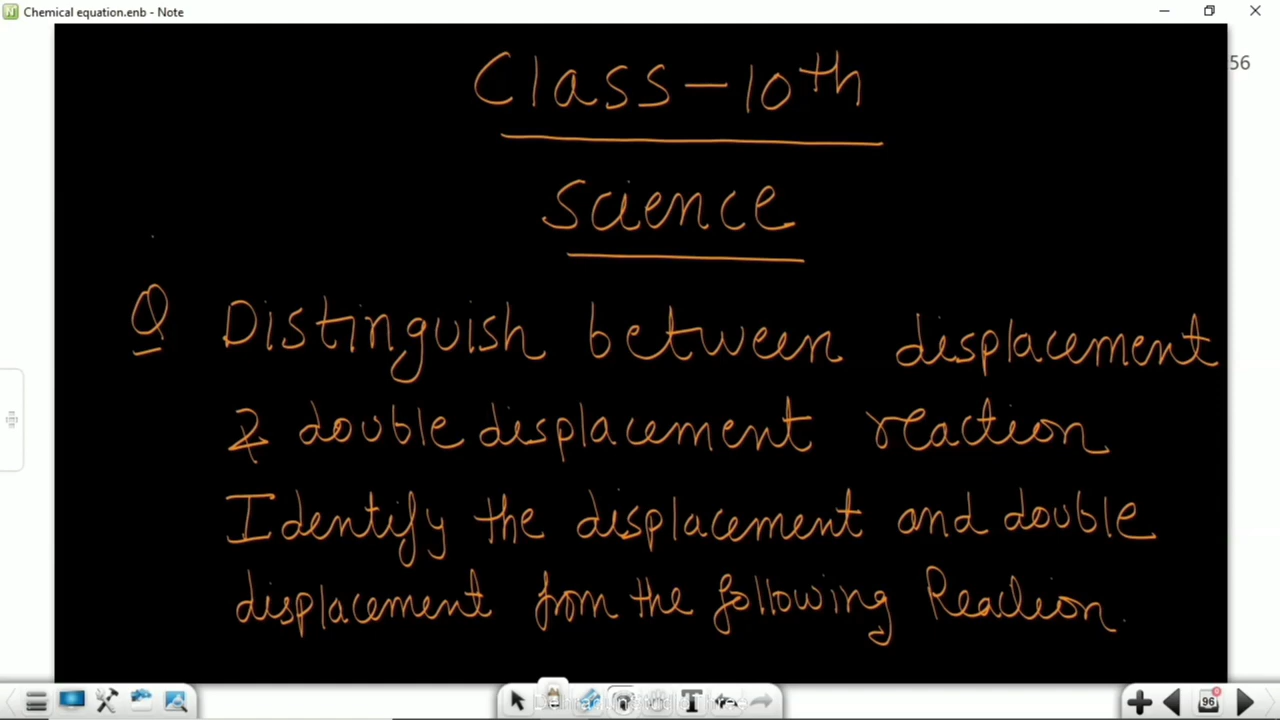 Chemical equation.enb - Note
56
Class-10th
Science
Q Distinguish between displacement
& double displacement reaction
Identify the displacement and double
displacement from the following Reaction.
T
96